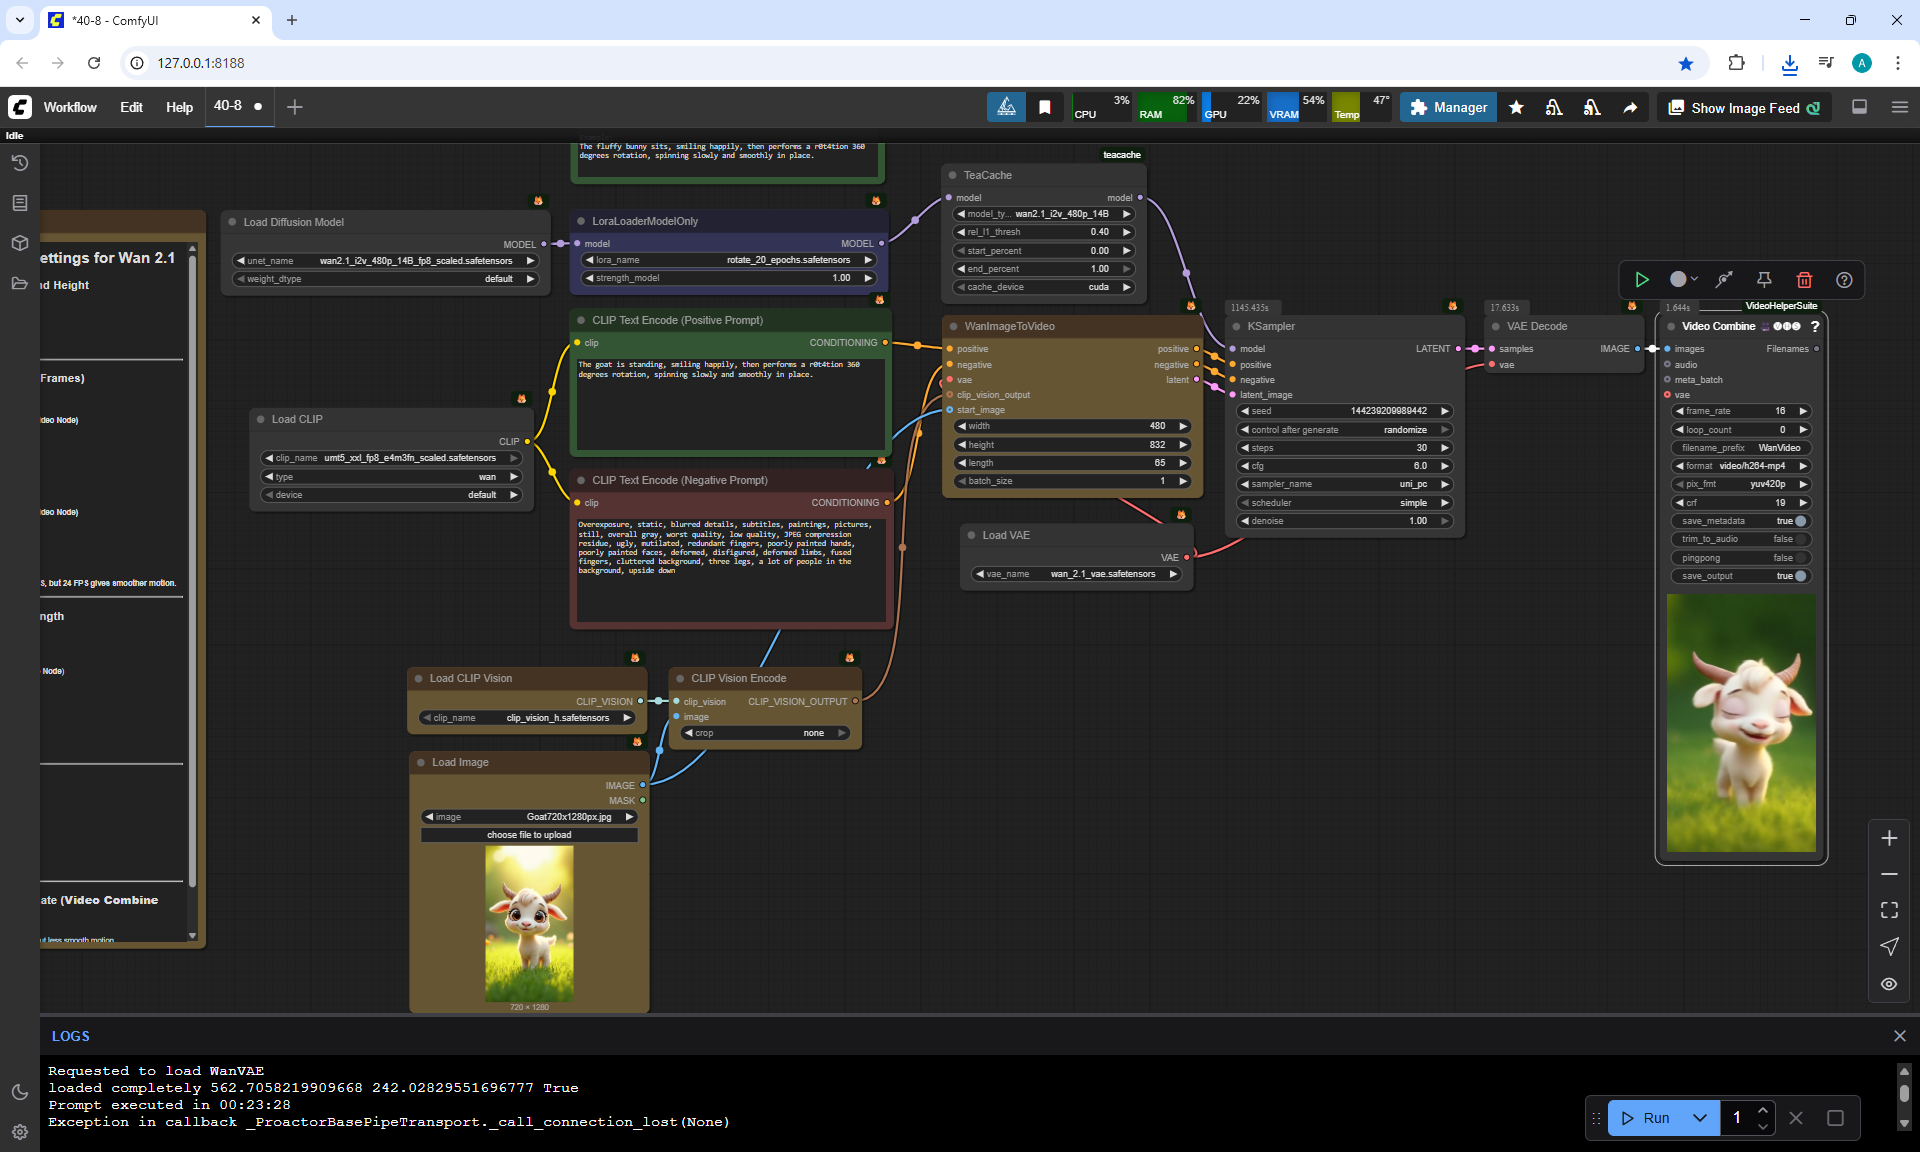 *40-8 - ComfyUI
127.0.0.1:8188
A
Workflow
Edit
Help
40-8
CPU 3%
RAM 82%
GPU 22%
VRAM 54%
Temp 47°
Manager
Show Image Feed
Idle
The fluffy bunny sits, smiling happily, then performs a r0t4tion 360
degrees rotation, spinning slowly and smoothly in place.
ettings for Wan 2.1
nd Height
Frames)
deo Node)
deo Node)
S, but 24 FPS gives smoother motion.
ngth
Node)
ate (Video Combine
ut less smooth motion
Load Diffusion Model
MODEL
unet_name wan2.1_i2v_480p_14B_fp8_scaled.safetensors
weight_dtype default
LoraLoaderModelOnly
model MODEL
lora_name rotate_20_epochs.safetensors
strength_model 1.00
teacache
TeaCache
model model
model_ty... wan2.1_i2v_480p_14B
rel_l1_thresh 0.40
start_percent 0.00
end_percent 1.00
cache_device cuda
CLIP Text Encode (Positive Prompt)
clip CONDITIONING
The goat is standing, smiling happily, then performs a r0t4tion 360
degrees rotation, spinning slowly and smoothly in place.
Load CLIP
CLIP
clip_name umt5_xxl_fp8_e4m3fn_scaled.safetensors
type wan
device default
CLIP Text Encode (Negative Prompt)
clip CONDITIONING
Overexposure, static, blurred details, subtitles, paintings, pictures,
still, overall gray, worst quality, low quality, JPEG compression
residue, ugly, mutilated, redundant fingers, poorly painted hands,
poorly painted faces, deformed, disfigured, deformed limbs, fused
fingers, cluttered background, three legs, a lot of people in the
background, upside down
WanImageToVideo
positive positive
negative negative
vae latent
clip_vision_output
start_image
width 480
height 832
length 65
batch_size 1
Load VAE
VAE
vae_name wan_2.1_vae.safetensors
1145.435s
KSampler
model LATENT
positive
negative
latent_image
seed 144239209989442
control after generate randomize
steps 30
cfg 6.0
sampler_name uni_pc
scheduler simple
denoise 1.00
17.633s
VAE Decode
samples IMAGE
vae
1.644s VideoHelperSuite
Video Combine VHS ?
images Filenames
audio
meta_batch
vae
frame_rate 16
loop_count 0
filename_prefix WanVideo
format video/h264-mp4
pix_fmt yuv420p
crf 19
save_metadata true
trim_to_audio false
pingpong false
save_output true
Load CLIP Vision
CLIP_VISION
clip_name clip_vision_h.safetensors
CLIP Vision Encode
clip_vision CLIP_VISION_OUTPUT
image
crop none
Load Image
IMAGE
MASK
image Goat720x1280px.jpg
choose file to upload
720 × 1280
LOGS
Requested to load WanVAE
loaded completely 562.7058219909668 242.02829551696777 True
Prompt executed in 00:23:28
Exception in callback _ProactorBasePipeTransport._call_connection_lost(None)
Run
1